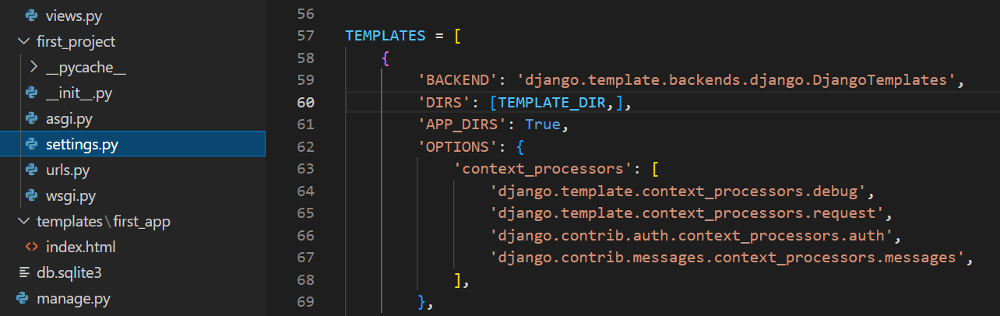 views.py
first_project
__pycache__
__init__.py
asgi.py
settings.py
urls.py
wsgi.py
templates\first_app
index.html
db.sqlite3
manage.py
56
57 TEMPLATES = [
58 {
59 'BACKEND': 'django.template.backends.django.DjangoTemplates',
60 'DIRS': [TEMPLATE_DIR,],
61 'APP_DIRS': True,
62 'OPTIONS': {
63 'context_processors': [
64 'django.template.context_processors.debug',
65 'django.template.context_processors.request',
66 'django.contrib.auth.context_processors.auth',
67 'django.contrib.messages.context_processors.messages',
68 ],
69 },